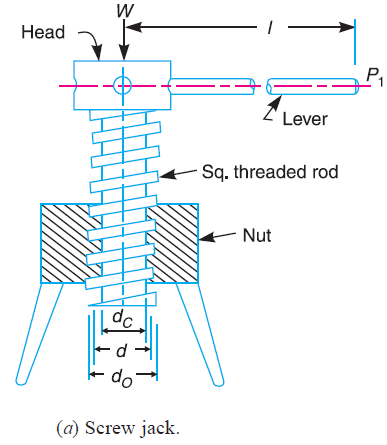 W
Head
l
P1
Lever
Sq. threaded rod
Nut
dC
d
dO
(a) Screw jack.